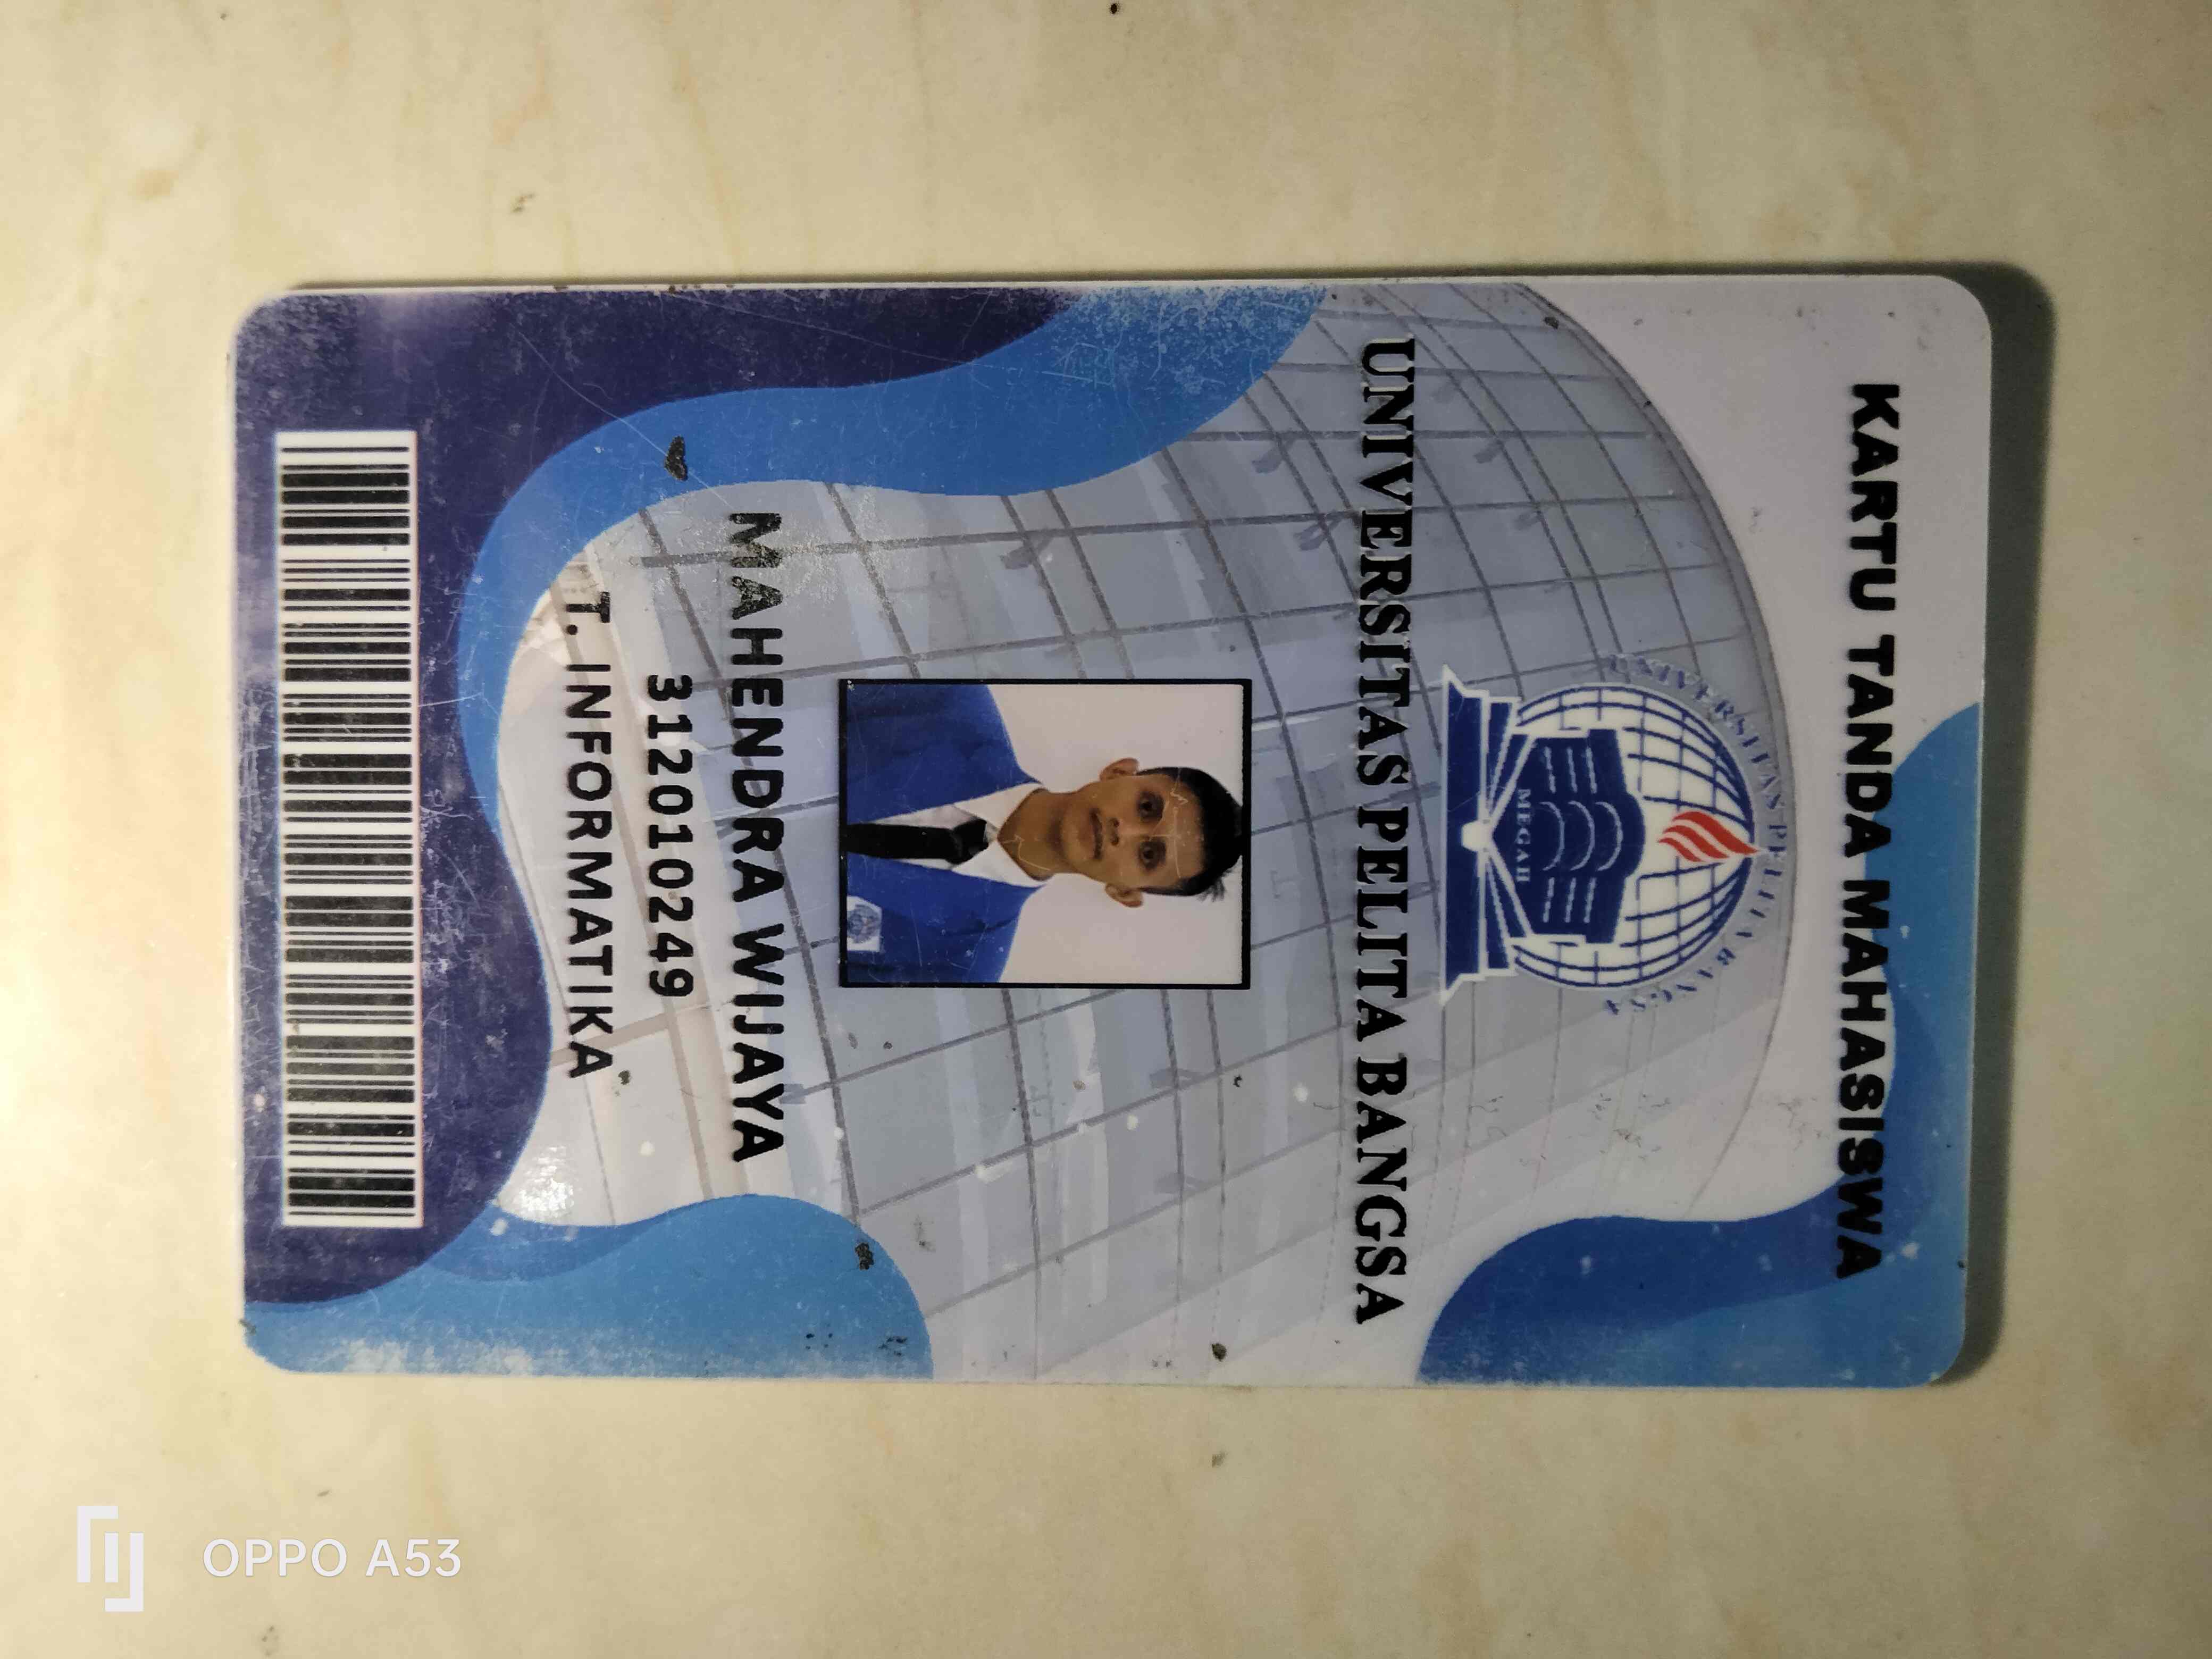 KARTU TANDA MAHASISWA
UNIVERSITAS PELITA BANGSA
MEGAH
UNIVERSITAS PELITA BANGSA
MAHENDRA WIJAYA
312010249
T. INFORMATIKA
OPPO A53